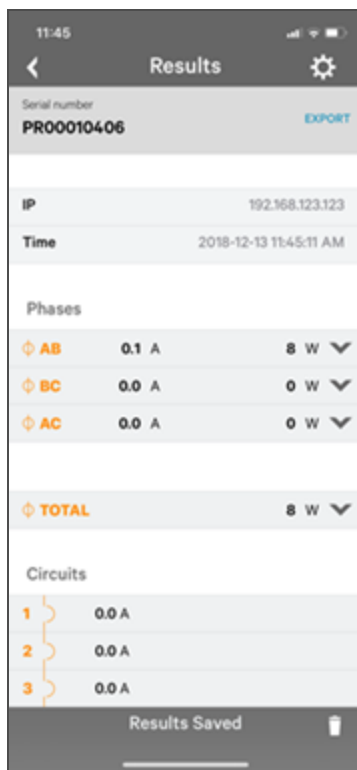 11:45
Results
Serial number
PR00010406
EXPORT
IP 192.168.123.123
Time 2018-12-13 11:45:11 AM
Phases
AB 0.1 A 8 W
BC 0.0 A 0 W
AC 0.0 A 0 W
TOTAL 8 W
Circuits
1 0.0 A
2 0.0 A
3 0.0 A
Results Saved